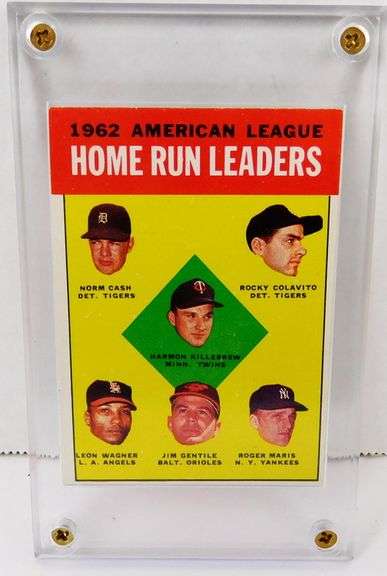 1962 AMERICAN LEAGUE
HOME RUN LEADERS
D
NORM CASH
DET. TIGERS
ROCKY COLAVITO
DET. TIGERS
HARMON KILLEBREW
MINN. TWINS
LEON WAGNER
L. A. ANGELS
JIM GENTILE
BALT. ORIOLES
ROGER MARIS
N. Y. YANKEES